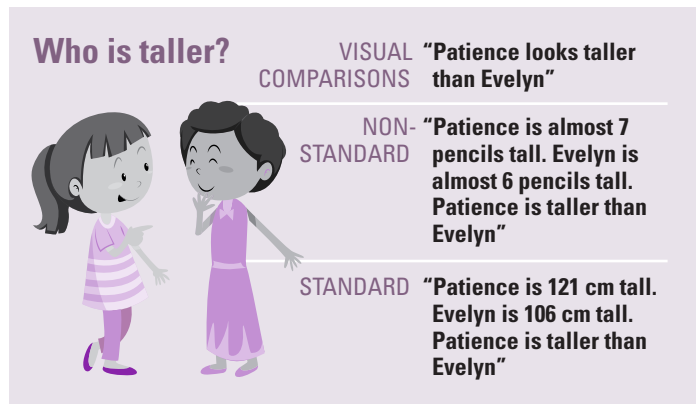 Who is taller?
VISUAL COMPARISONS
“Patience looks taller
than Evelyn”
NON-
STANDARD
“Patience is almost 7
pencils tall. Evelyn is
almost 6 pencils tall.
Patience is taller than
Evelyn”
STANDARD
“Patience is 121 cm tall.
Evelyn is 106 cm tall.
Patience is taller than
Evelyn”